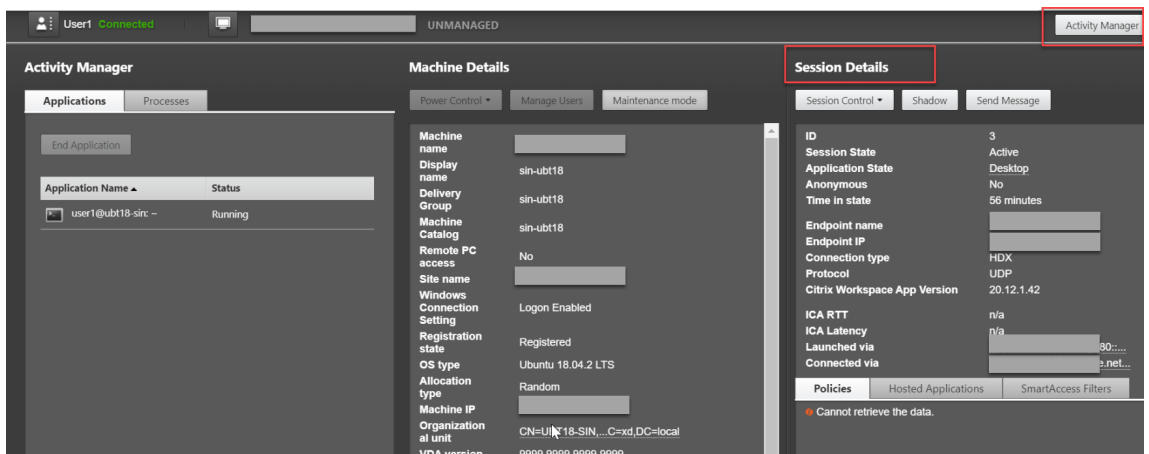 User1 Connected
UNMANAGED
Activity Manager
Activity Manager
Applications
Processes
End Application
Application Name
Status
user1@ubt18-sin: ~
Running
Machine Details
Power Control
Manage Users
Maintenance mode
Machine
name
Display
name
sin-ubt18
Delivery
Group
sin-ubt18
Machine
Catalog
sin-ubt18
Remote PC
access
No
Site name
Windows
Connection
Setting
Logon Enabled
Registration
state
Registered
OS type
Ubuntu 18.04.2 LTS
Allocation
type
Random
Machine IP
Organization
al unit
CN=UBT18-SIN,...C=xd,DC=local
VDA version
9999.9999.9999.9999
Session Details
Session Control
Shadow
Send Message
ID
3
Session State
Active
Application State
Desktop
Anonymous
No
Time in state
56 minutes
Endpoint name
Endpoint IP
Connection type
HDX
Protocol
UDP
Citrix Workspace App Version
20.12.1.42
ICA RTT
n/a
ICA Latency
n/a
Launched via
80::...
Connected via
e.net...
Policies
Hosted Applications
SmartAccess Filters
Cannot retrieve the data.